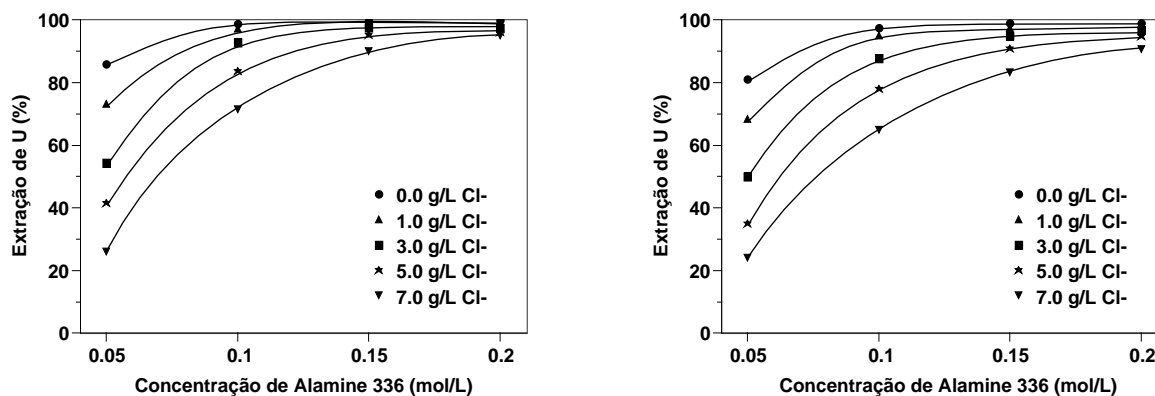 Extração de U (%)
100
80
60
40
20
0
0.0 g/L Cl-
1.0 g/L Cl-
3.0 g/L Cl-
5.0 g/L Cl-
7.0 g/L Cl-
0.05 0.1 0.15 0.2
Concentração de Alamine 336 (mol/L)
Extração de U (%)
100
80
60
40
20
0
0.0 g/L Cl-
1.0 g/L Cl-
3.0 g/L Cl-
5.0 g/L Cl-
7.0 g/L Cl-
0.05 0.1 0.15 0.2
Concentração de Alamine 336 (mol/L)